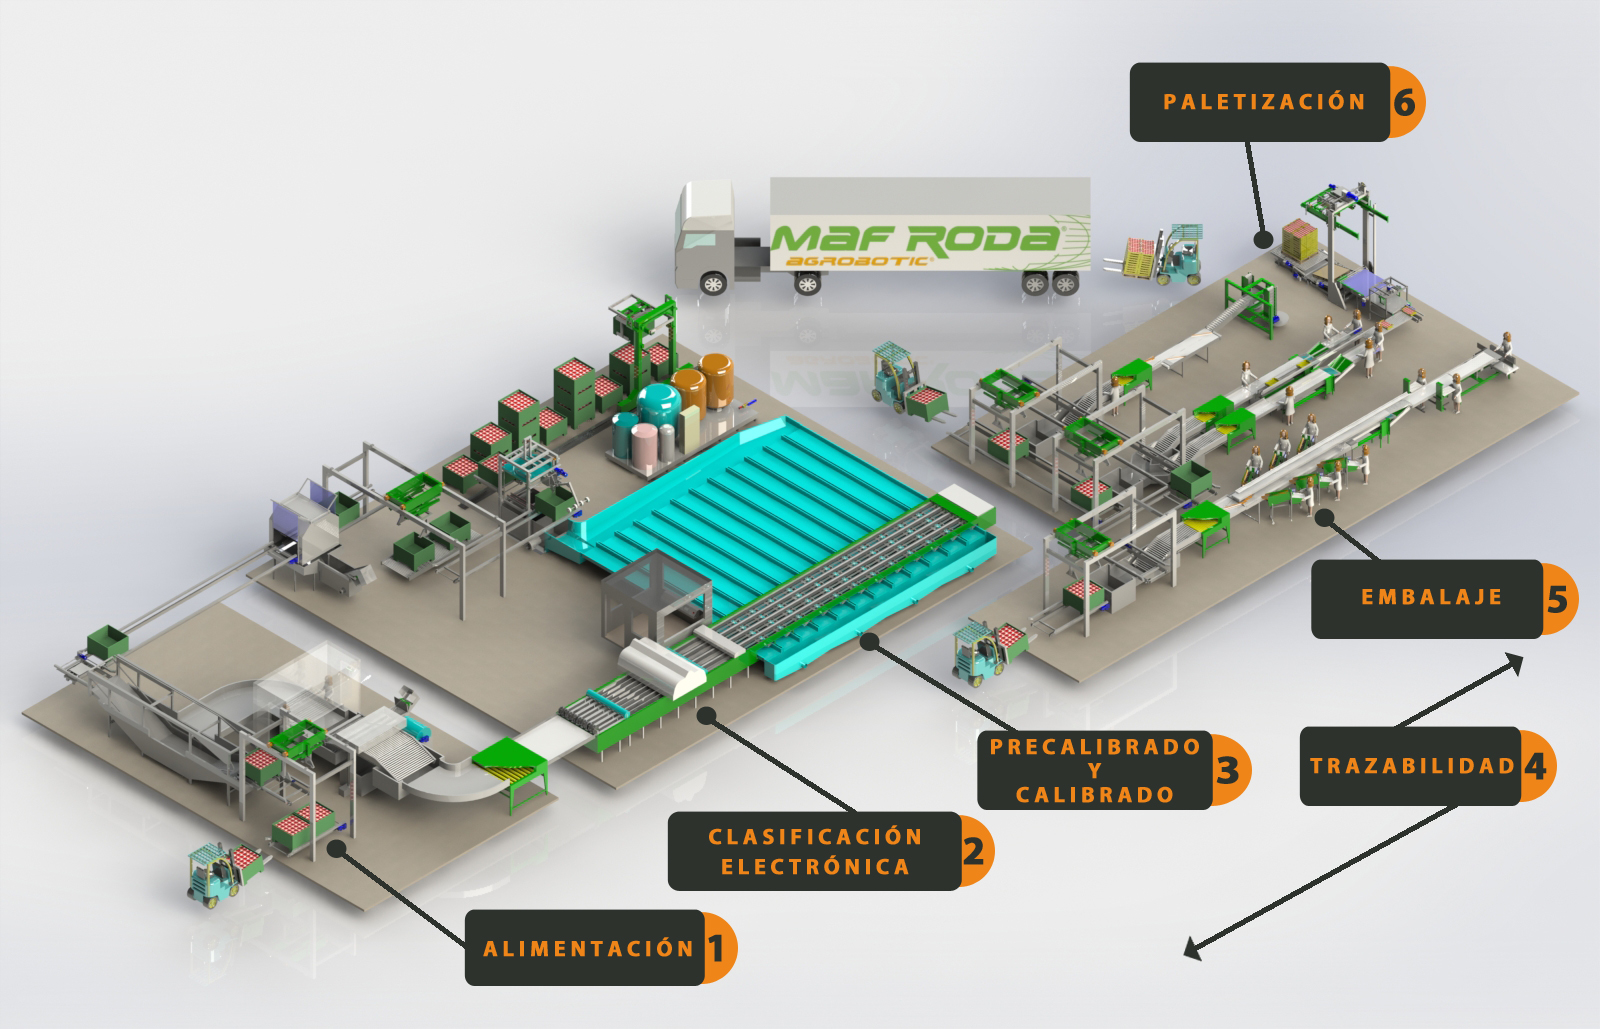 PALETIZACIÓN 6
MAF RODA
AGROBOTIC
EMBALAJE 5
PRECALIBRADO
Y
CALIBRADO
3
TRAZABILIDAD 4
CLASIFICACIÓN
ELECTRÓNICA
2
ALIMENTACIÓN 1